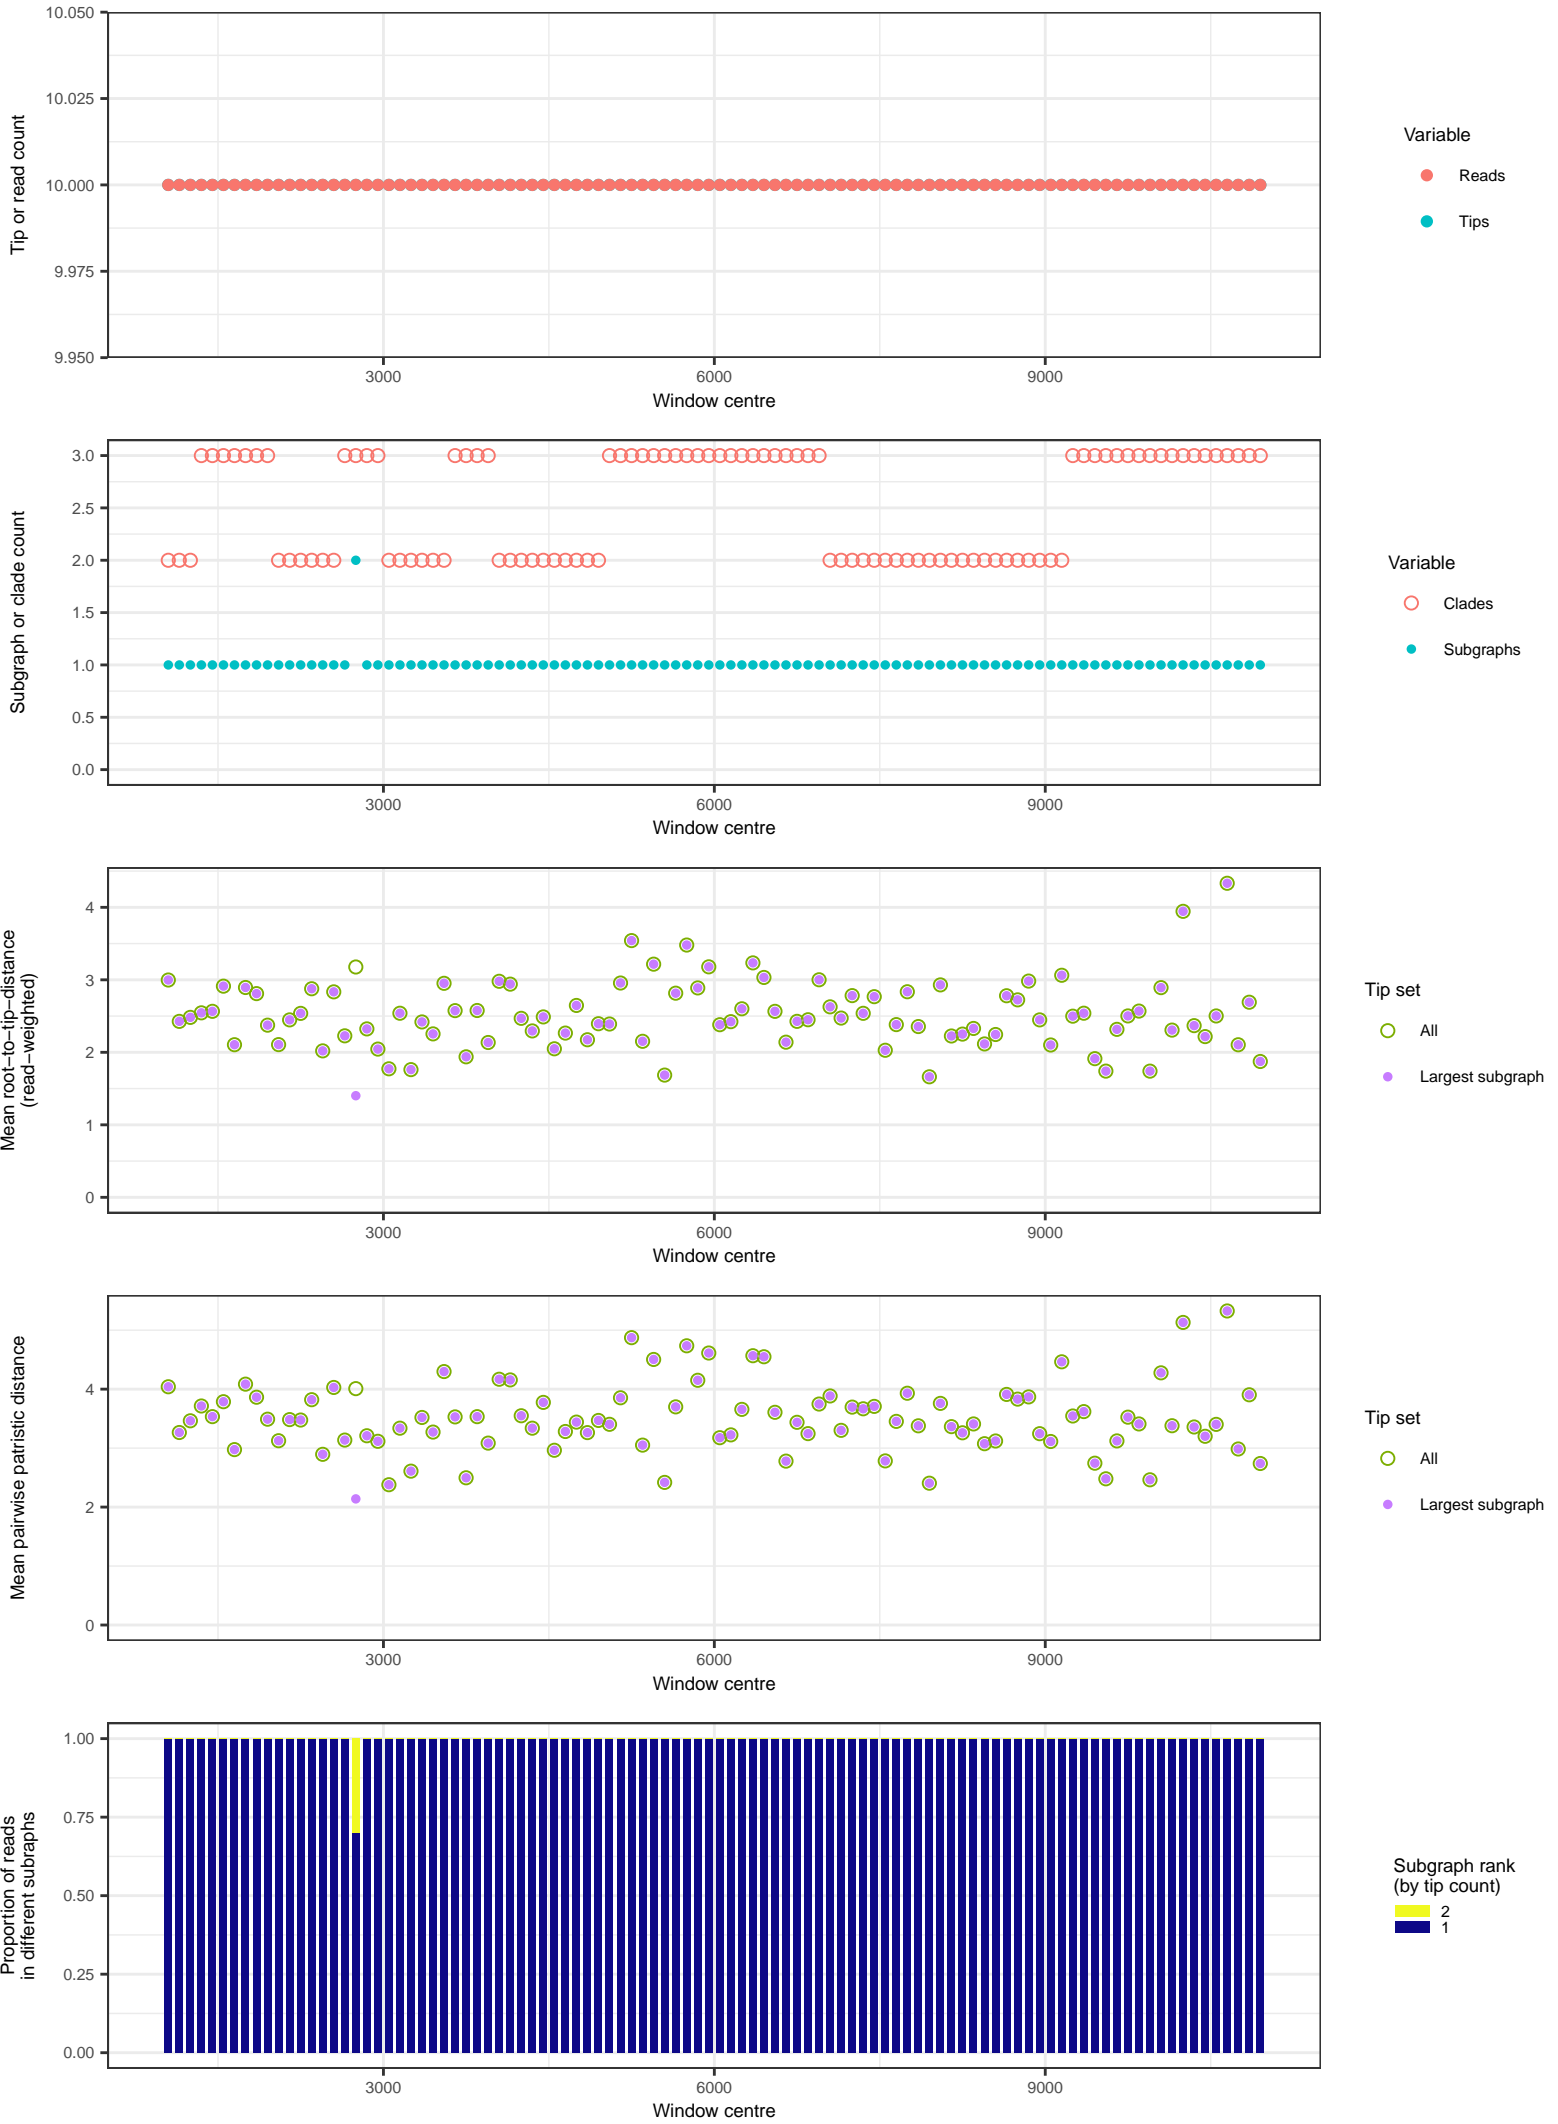 10.050
10.025
10.000
9.975
9.950
Tip or read count
3000 6000 9000
Window centre
Variable
Reads
Tips
3.0
2.5
2.0
1.5
1.0
0.5
0.0
Subgraph or clade count
3000 6000 9000
Window centre
Variable
Clades
Subgraphs
4
3
2
1
0
Mean root−to−tip−distance
(read−weighted)
3000 6000 9000
Window centre
Tip set
All
Largest subgraph
4
2
0
Mean pairwise patristic distance
3000 6000 9000
Window centre
Tip set
All
Largest subgraph
1.00
0.75
0.50
0.25
0.00
Proportion of reads
in different subraphs
3000 6000 9000
Window centre
Subgraph rank
(by tip count)
2
1